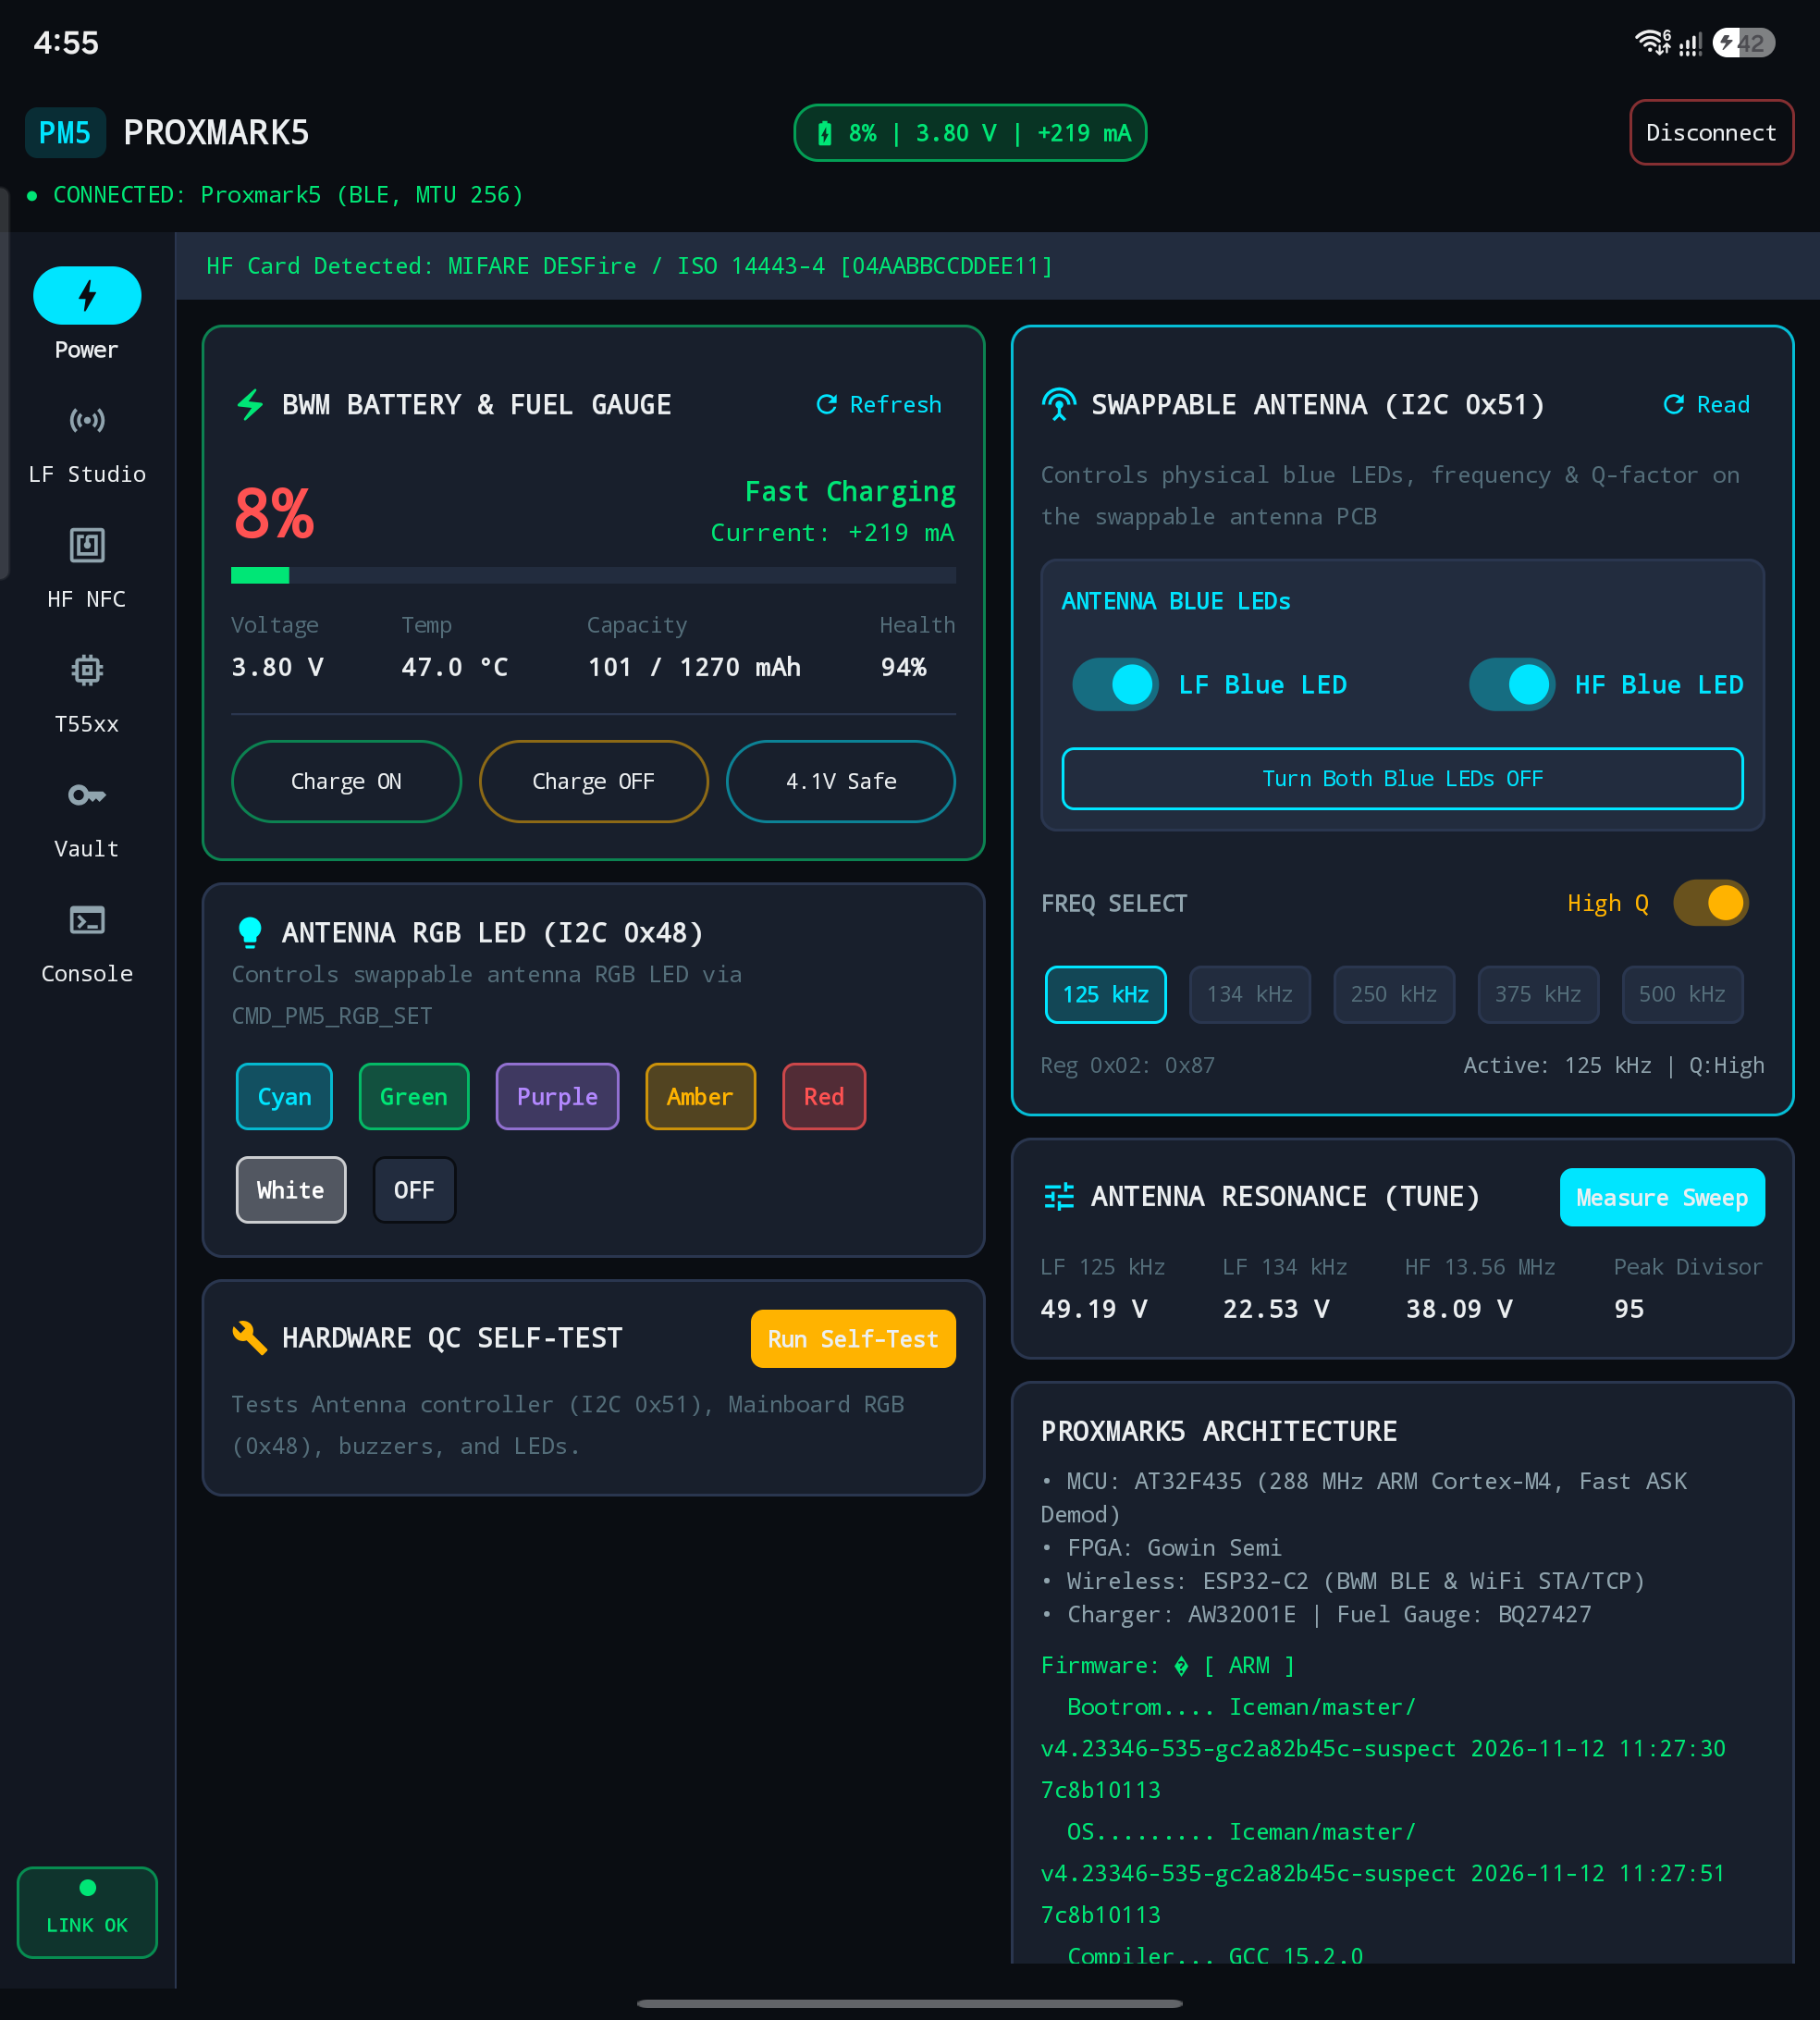 4:55
6
42
PM5 PROXMARK5
8% | 3.80 V | +219 mA
Disconnect
● CONNECTED: Proxmark5 (BLE, MTU 256)
HF Card Detected: MIFARE DESFire / ISO 14443-4 [04AABBCCDDEE11]
Power
LF Studio
HF NFC
T55xx
Vault
Console
LINK OK
BWM BATTERY & FUEL GAUGE
Refresh
8%
Fast Charging
Current: +219 mA
Voltage Temp Capacity Health
3.80 V 47.0 °C 101 / 1270 mAh 94%
Charge ON Charge OFF 4.1V Safe
ANTENNA RGB LED (I2C 0x48)
Controls swappable antenna RGB LED via
CMD_PM5_RGB_SET
Cyan Green Purple Amber Red
White OFF
HARDWARE QC SELF-TEST
Run Self-Test
Tests Antenna controller (I2C 0x51), Mainboard RGB
(0x48), buzzers, and LEDs.
SWAPPABLE ANTENNA (I2C 0x51)
Read
Controls physical blue LEDs, frequency & Q-factor on
the swappable antenna PCB
ANTENNA BLUE LEDs
LF Blue LED HF Blue LED
Turn Both Blue LEDs OFF
FREQ SELECT High Q
125 kHz 134 kHz 250 kHz 375 kHz 500 kHz
Reg 0x02: 0x87 Active: 125 kHz | Q:High
ANTENNA RESONANCE (TUNE)
Measure Sweep
LF 125 kHz LF 134 kHz HF 13.56 MHz Peak Divisor
49.19 V 22.53 V 38.09 V 95
PROXMARK5 ARCHITECTURE
• MCU: AT32F435 (288 MHz ARM Cortex-M4, Fast ASK
Demod)
• FPGA: Gowin Semi
• Wireless: ESP32-C2 (BWM BLE & WiFi STA/TCP)
• Charger: AW32001E | Fuel Gauge: BQ27427
Firmware: � [ ARM ]
Bootrom.... Iceman/master/
v4.23346-535-gc2a82b45c-suspect 2026-11-12 11:27:30
7c8b10113
OS......... Iceman/master/
v4.23346-535-gc2a82b45c-suspect 2026-11-12 11:27:51
7c8b10113
Compiler... GCC 15.2.0